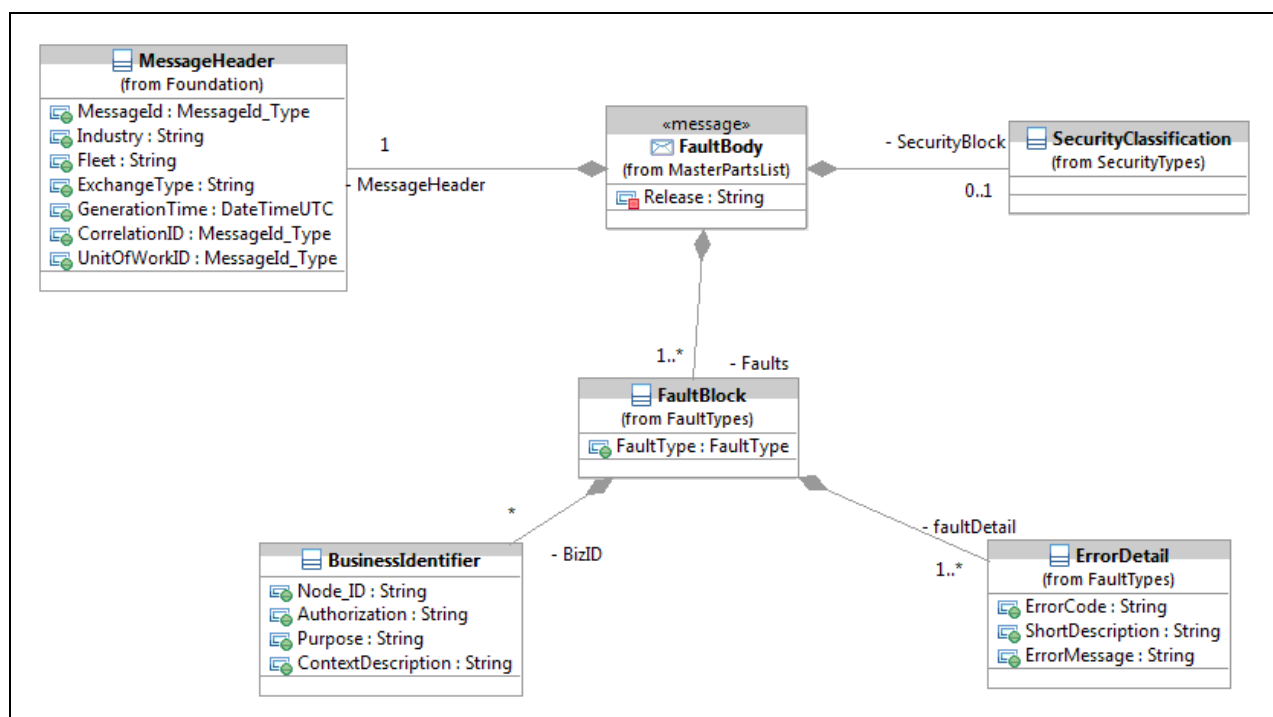 MessageHeader
(from Foundation)
MessageId : MessageId_Type
Industry : String
Fleet : String
ExchangeType : String
GenerationTime : DateTimeUTC
CorrelationID : MessageId_Type
UnitOfWorkID : MessageId_Type
1
- MessageHeader
«message»
FaultBody
(from MasterPartsList)
Release : String
- SecurityBlock
0..1
SecurityClassification
(from SecurityTypes)
1..*
- Faults
FaultBlock
(from FaultTypes)
FaultType : FaultType
*
- BizID
BusinessIdentifier
Node_ID : String
Authorization : String
Purpose : String
ContextDescription : String
- faultDetail
1..*
ErrorDetail
(from FaultTypes)
ErrorCode : String
ShortDescription : String
ErrorMessage : String